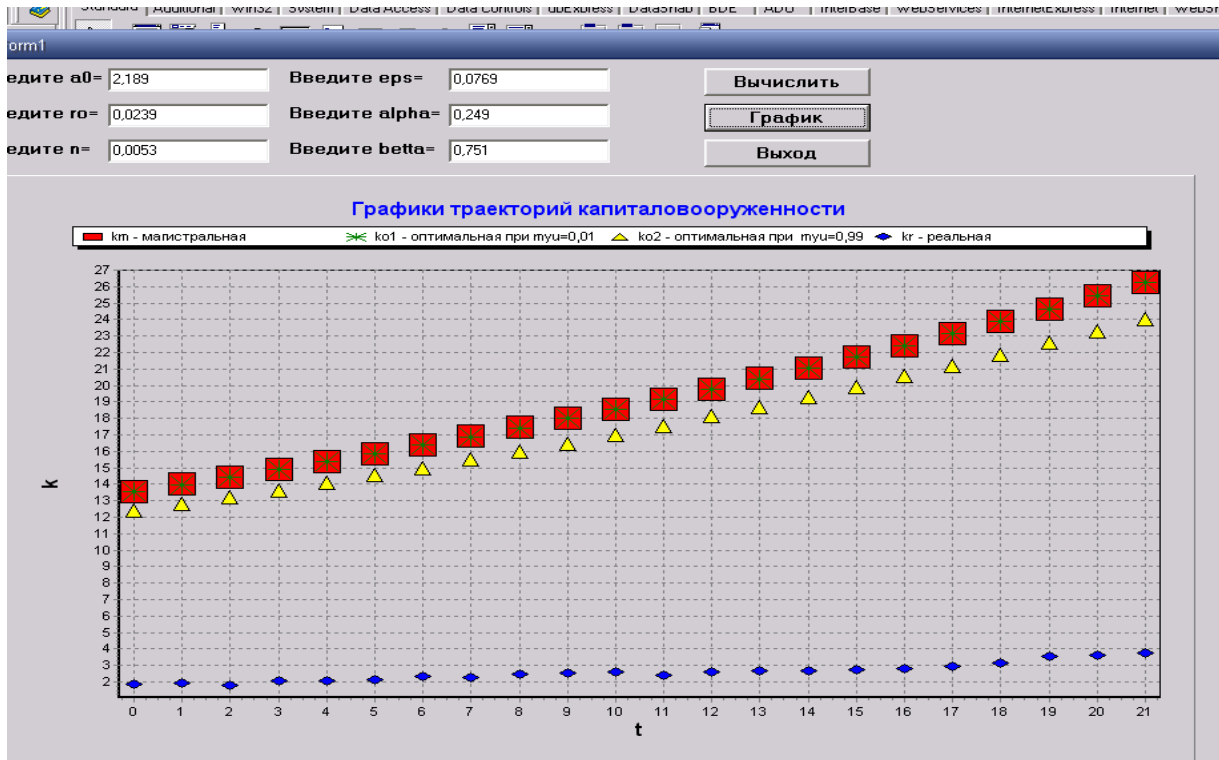 Standard Additional Win32 System Data Access Data Controls dbExpress DataSnap BDE ADO InterBase WebServices InternetExpress Internet
orm1
едите a0= 2,189 Введите eps= 0,0769 Вычислить
едите ro= 0,0239 Введите alpha= 0,249 График
едите n= 0,0053 Введите betta= 0,751 Выход
Графики траекторий капиталовооруженности
km - магистральная ko1 - оптимальная при myu=0,01 ko2 - оптимальная при myu=0,99 kr - реальная
27
26
25
24
23
22
21
20
19
18
17
16
15
14
13
12
11
10
9
8
7
6
5
4
3
2
k
0 1 2 3 4 5 6 7 8 9 10 11 12 13 14 15 16 17 18 19 20 21
t